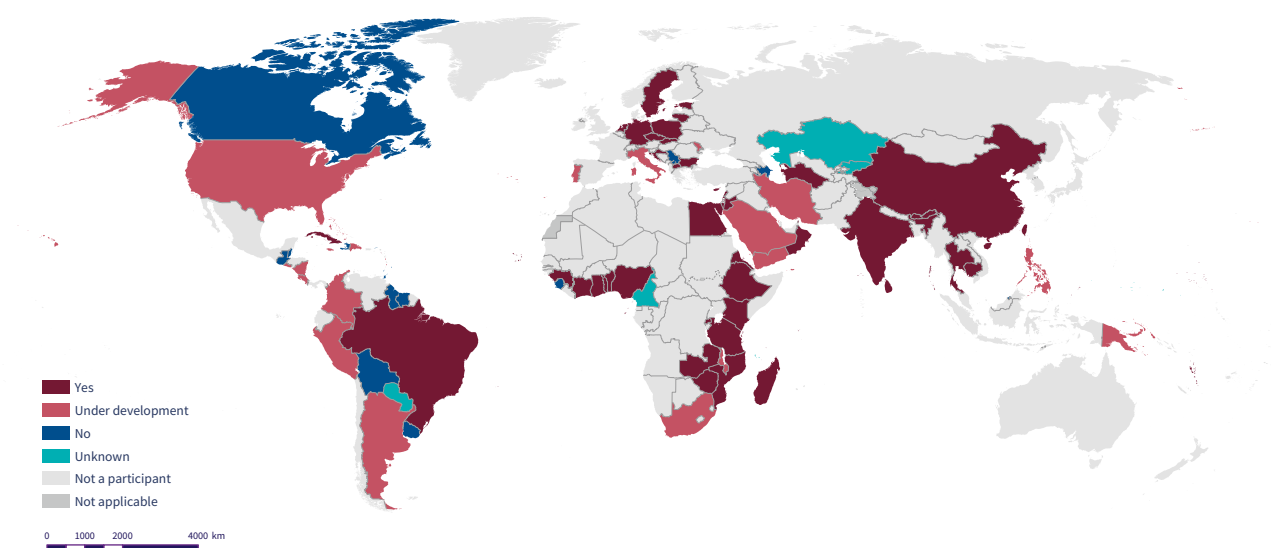 Yes
Under development
No
Unknown
Not a participant
Not applicable
0 1000 2000 4000 km